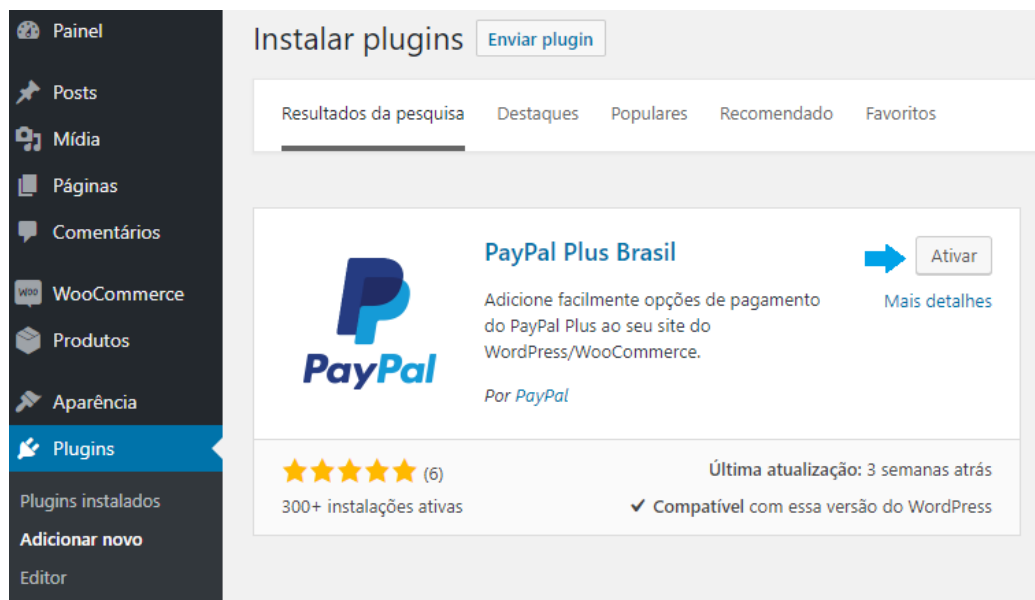 Painel
Posts
Mídia
Páginas
Comentários
WOO
WooCommerce
Produtos
Aparência
Plugins
Plugins instalados
Adicionar novo
Editor
Instalar plugins
Enviar plugin
Resultados da pesquisa Destaques Populares Recomendado Favoritos
PayPal
PayPal Plus Brasil
Adicione facilmente opções de pagamento
do PayPal Plus ao seu site do
WordPress/WooCommerce.
Por PayPal
Ativar
Mais detalhes
(6)
300+ instalações ativas
Última atualização: 3 semanas atrás
✔ Compatível com essa versão do WordPress